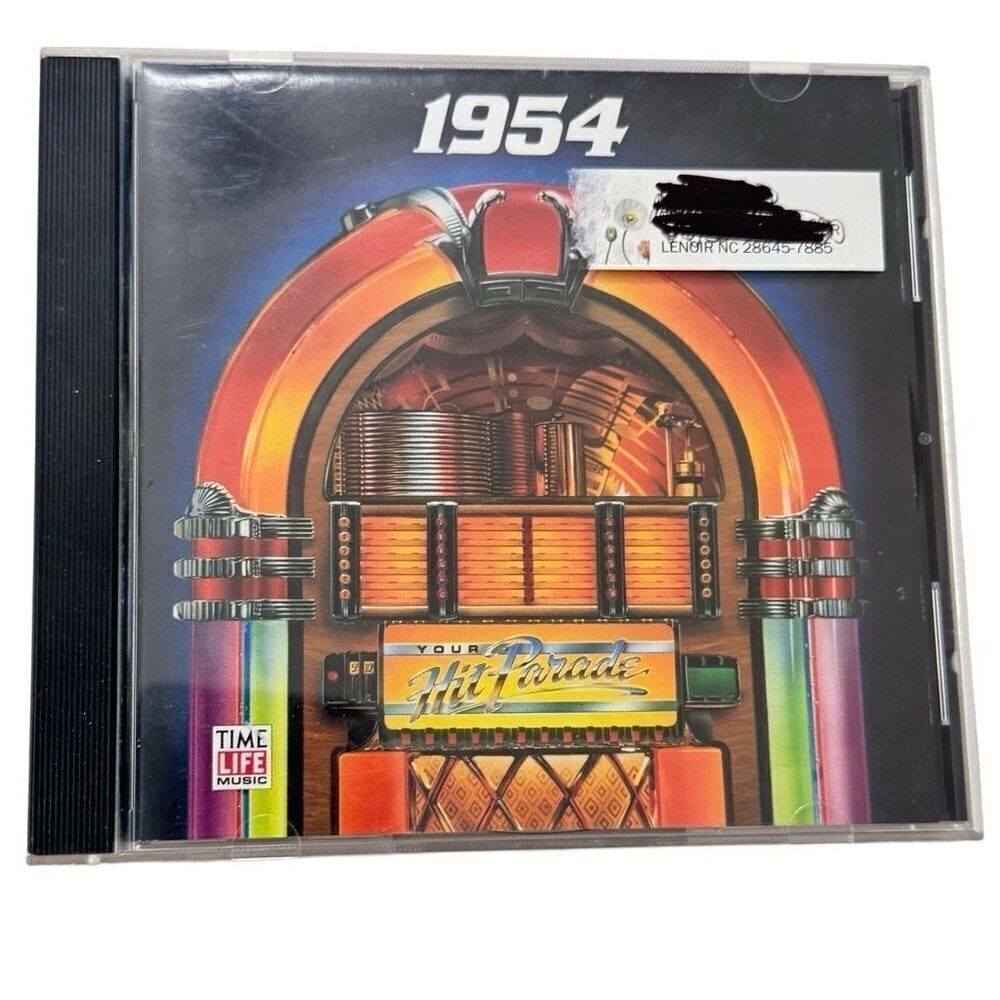 1954
LENOIR NC 28645-7885
YOUR
Hit Parade
TIME
LIFE
MUSIC